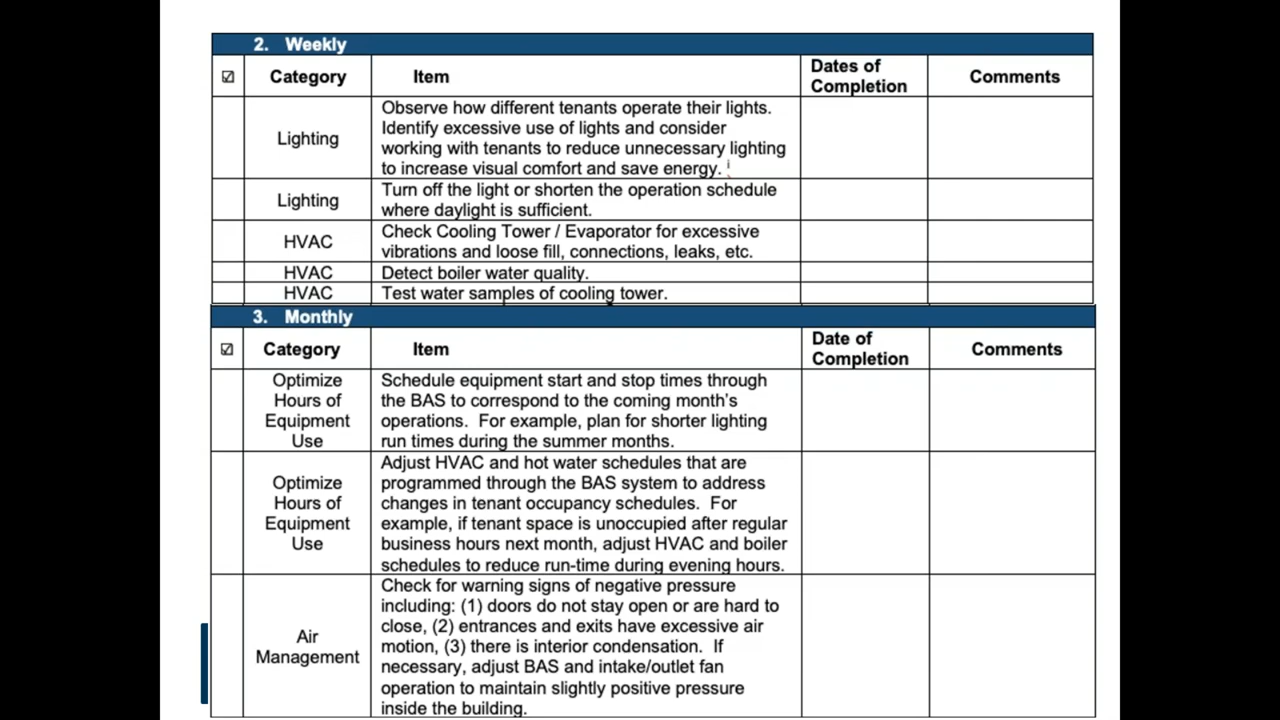 2. Weekly
☑ Category Item Dates of Completion Comments
Lighting
Observe how different tenants operate their lights.
Identify excessive use of lights and consider
working with tenants to reduce unnecessary lighting
to increase visual comfort and save energy. i
Lighting
Turn off the light or shorten the operation schedule
where daylight is sufficient.
HVAC
Check Cooling Tower / Evaporator for excessive
vibrations and loose fill, connections, leaks, etc.
HVAC Detect boiler water quality.
HVAC Test water samples of cooling tower.
3. Monthly
☑ Category Item Date of Completion Comments
Optimize
Hours of
Equipment
Use
Schedule equipment start and stop times through
the BAS to correspond to the coming month's
operations. For example, plan for shorter lighting
run times during the summer months.
Optimize
Hours of
Equipment
Use
Adjust HVAC and hot water schedules that are
programmed through the BAS system to address
changes in tenant occupancy schedules. For
example, if tenant space is unoccupied after regular
business hours next month, adjust HVAC and boiler
schedules to reduce run-time during evening hours.
Air
Management
Check for warning signs of negative pressure
including: (1) doors do not stay open or are hard to
close, (2) entrances and exits have excessive air
motion, (3) there is interior condensation. If
necessary, adjust BAS and intake/outlet fan
operation to maintain slightly positive pressure
inside the building.